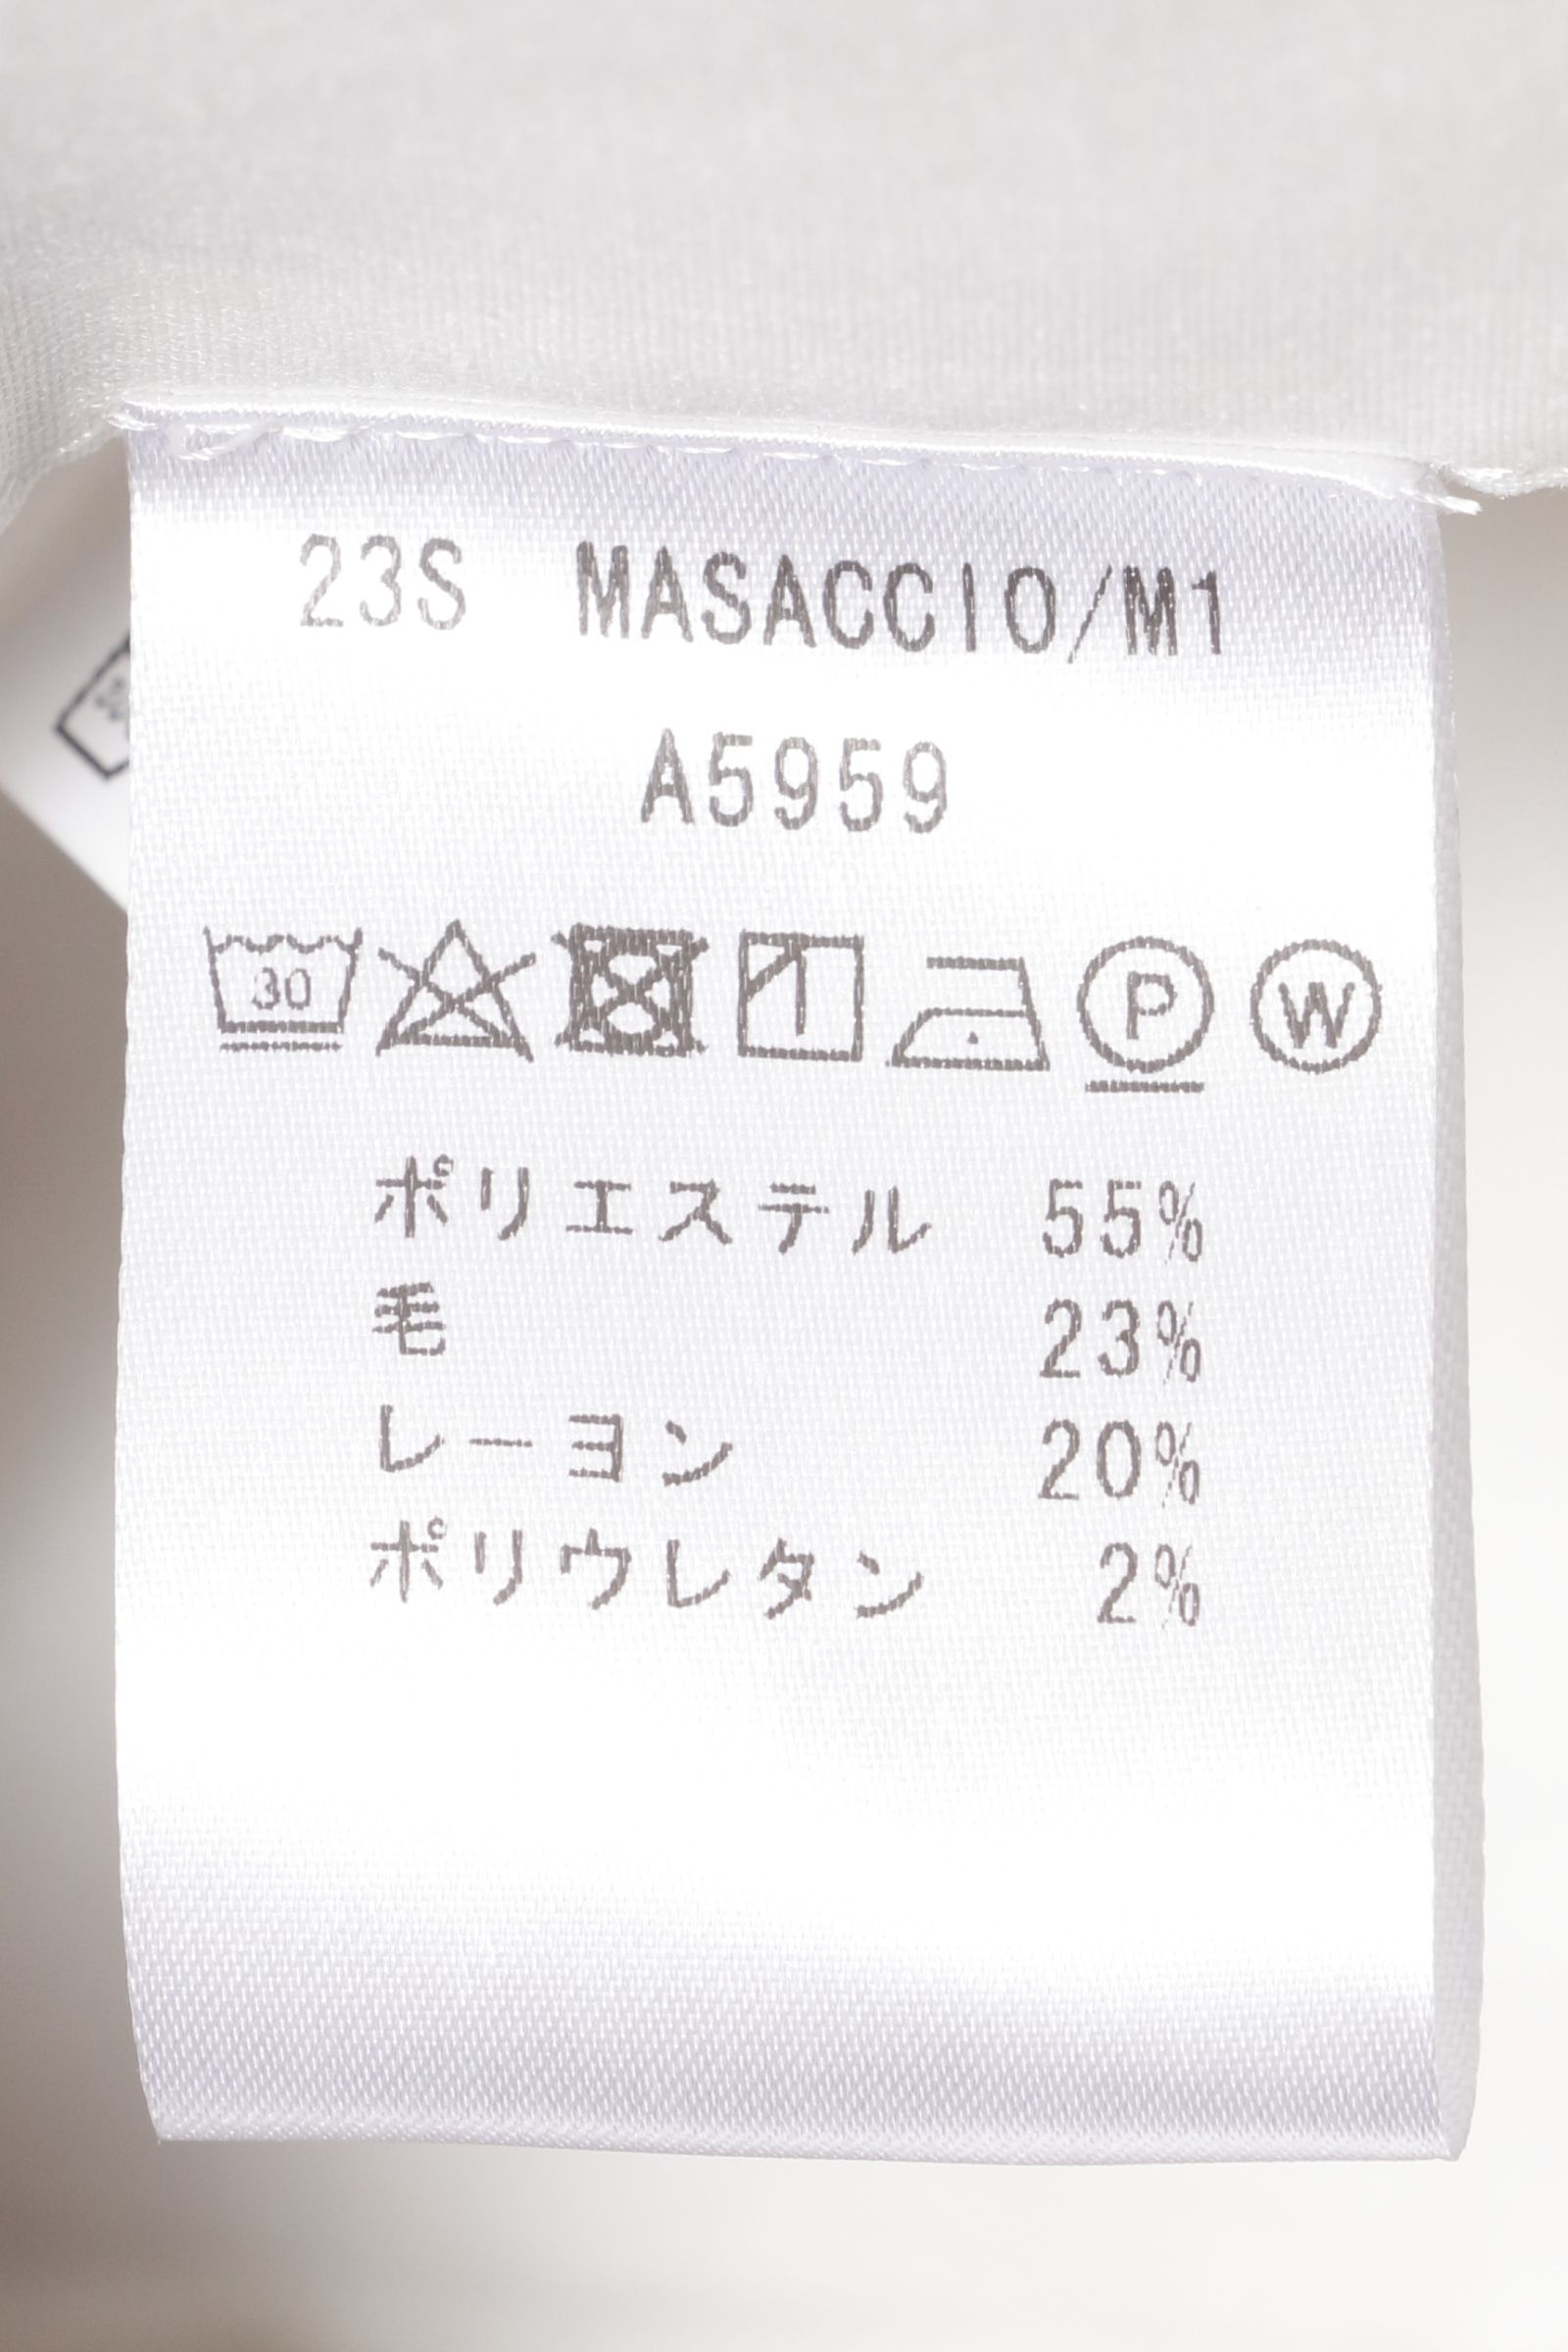 23S MASACCIO/M1
A5959
30 P W
ポリエステル 55%
毛 23%
レーヨン 20%
ポリウレタン 2%